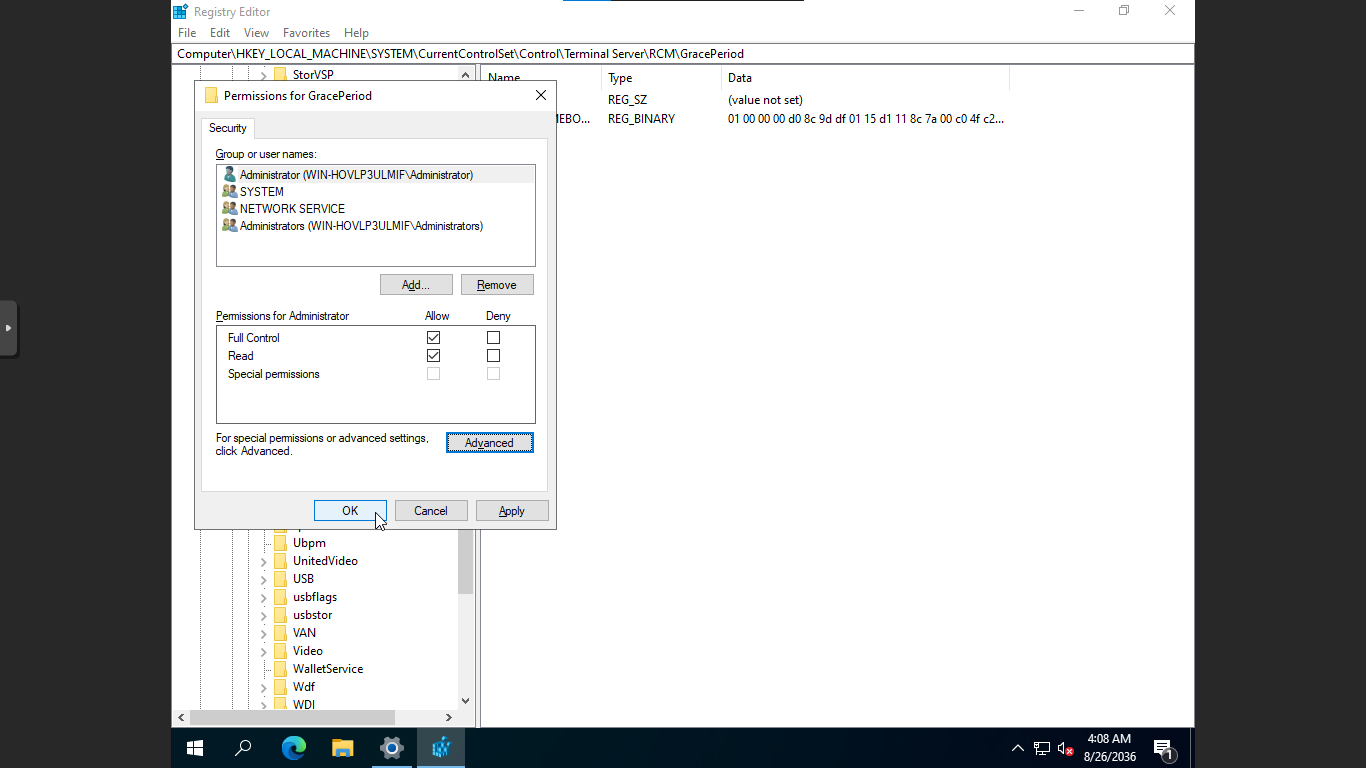 Registry Editor
File Edit View Favorites Help
Computer\HKEY_LOCAL_MACHINE\SYSTEM\CurrentControlSet\Control\Terminal Server\RCM\GracePeriod
StorVSP
Name Type Data
REG_SZ (value not set)
REG_BINARY 01 00 00 00 d0 8c 9d df 01 15 d1 11 8c 7a 00 c0 4f c2...
Permissions for GracePeriod
Security
Group or user names:
Administrator (WIN-HOVLP3ULMIF\Administrator)
SYSTEM
NETWORK SERVICE
Administrators (WIN-HOVLP3ULMIF\Administrators)
Add... Remove
Permissions for Administrator Allow Deny
Full Control
Read
Special permissions
For special permissions or advanced settings,
click Advanced.
Advanced
OK Cancel Apply
Ubpm
UnitedVideo
USB
usbflags
usbstor
VAN
Video
WalletService
Wdf
WDI
4:08 AM
8/26/2036
1